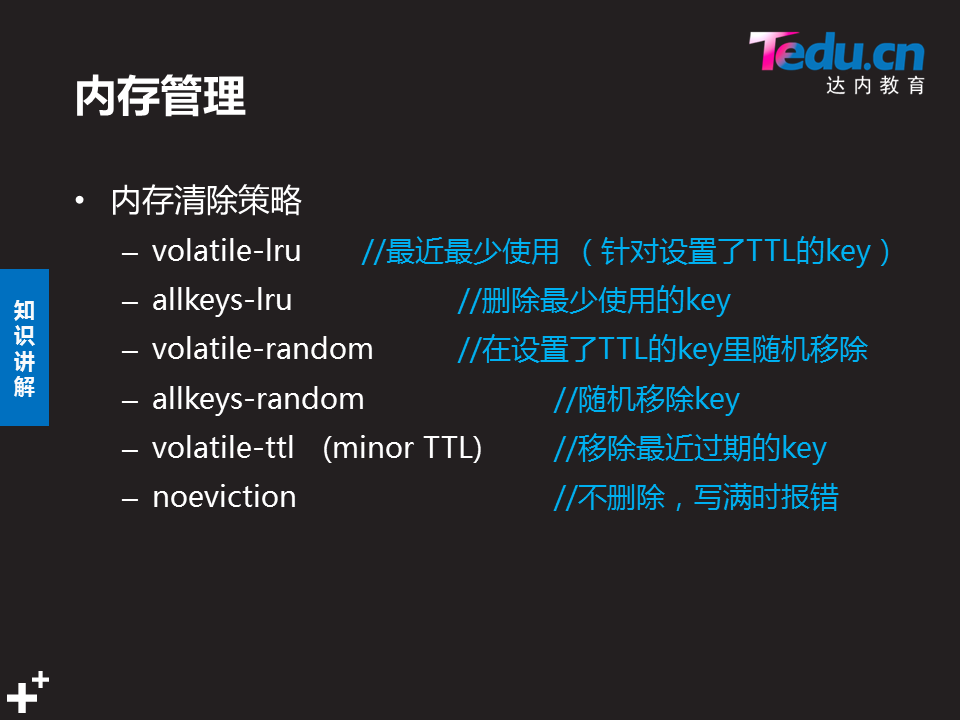 Tedu.cn
达内教育
内存管理
• 内存清除策略
– volatile-lru //最近最少使用 （针对设置了TTL的key）
– allkeys-lru //删除最少使用的key
– volatile-random //在设置了TTL的key里随机移除
– allkeys-random //随机移除key
– volatile-ttl (minor TTL) //移除最近过期的key
– noeviction //不删除，写满时报错
知识讲解